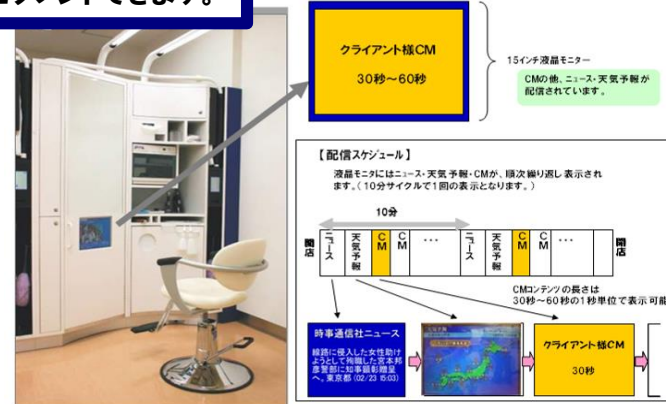 コメントできます。
クライアント様CM
30秒～60秒
15インチ液晶モニター
CMの他、ニュース・天気予報が
配信されています。
【配信スケジュール】
液晶モニタにはニュース・天気予報・CMが、順次繰り返し表示され
ます。(10分サイクルで1回の表示となります。)
10分
開店
ニュース
天気予報
CM
CM
・・・
ニュース
天気予報
CM
CM
・・・
閉店
CMコンテンツの長さは
30秒～60秒の1秒単位で表示可能
時事通信社ニュース
線路に侵入した女性助け
ようとして殉職した宮本邦
彦警部に知事顕彰贈呈
へ。東京都(02/23 15:03)
クライアント様CM
30秒